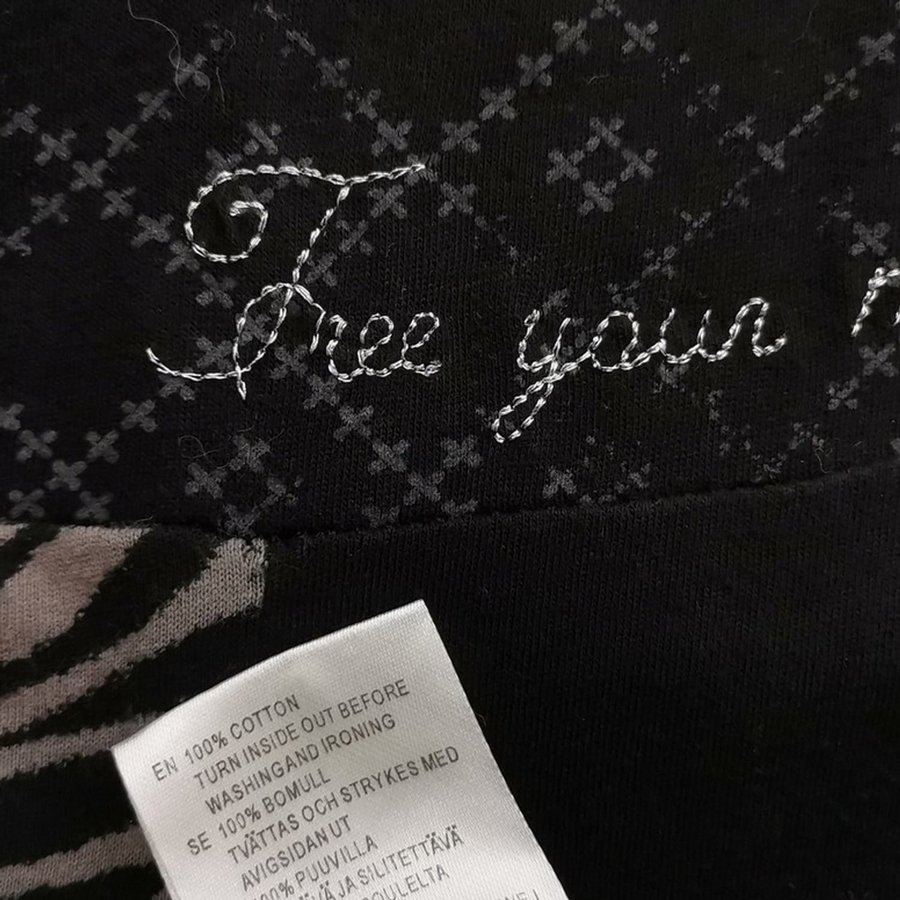 Free your
EN 100% COTTON
TURN INSIDE OUT BEFORE
WASHINGAND IRONING
SE 100% BOMULL
TVÄTTAS OCH STRYKES MED
AVIGSIDAN UT
100% PUUVILLA
JA SILITETTÄVÄ